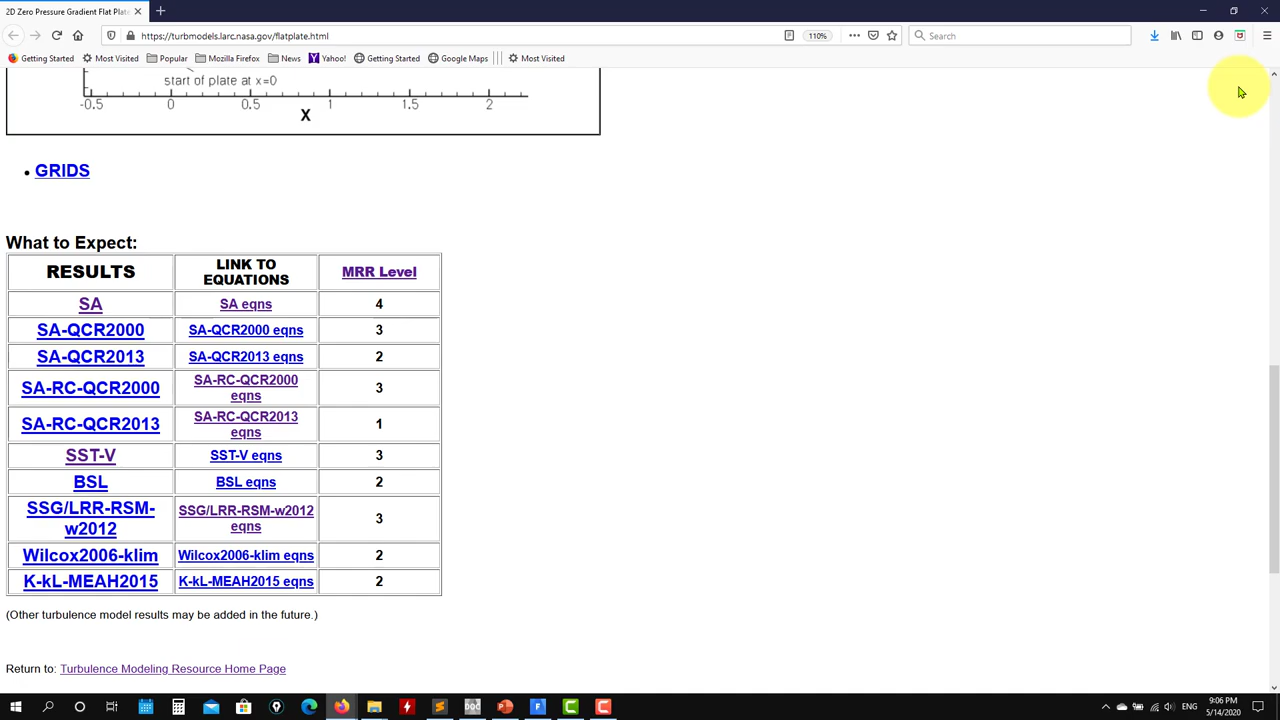 2D Zero Pressure Gradient Flat Plate
https://turbmodels.larc.nasa.gov/flatplate.html
110%
Search
Getting Started
Most Visited
Popular
Mozilla Firefox
News
Yahoo!
Getting Started
Google Maps
Most Visited
start of plate at x=0
-0.5 0 0.5 1 1.5 2
X
• GRIDS
What to Expect:
RESULTS
LINK TO
EQUATIONS
MRR Level
SA
SA eqns
4
SA-QCR2000
SA-QCR2000 eqns
3
SA-QCR2013
SA-QCR2013 eqns
2
SA-RC-QCR2000
SA-RC-QCR2000
eqns
3
SA-RC-QCR2013
SA-RC-QCR2013
eqns
1
SST-V
SST-V eqns
3
BSL
BSL eqns
2
SSG/LRR-RSM-
w2012
SSG/LRR-RSM-w2012
eqns
3
Wilcox2006-klim
Wilcox2006-klim eqns
2
K-kL-MEAH2015
K-kL-MEAH2015 eqns
2
(Other turbulence model results may be added in the future.)
Return to: Turbulence Modeling Resource Home Page
DOC
F
C
C
ENG
9:06 PM
5/14/2020